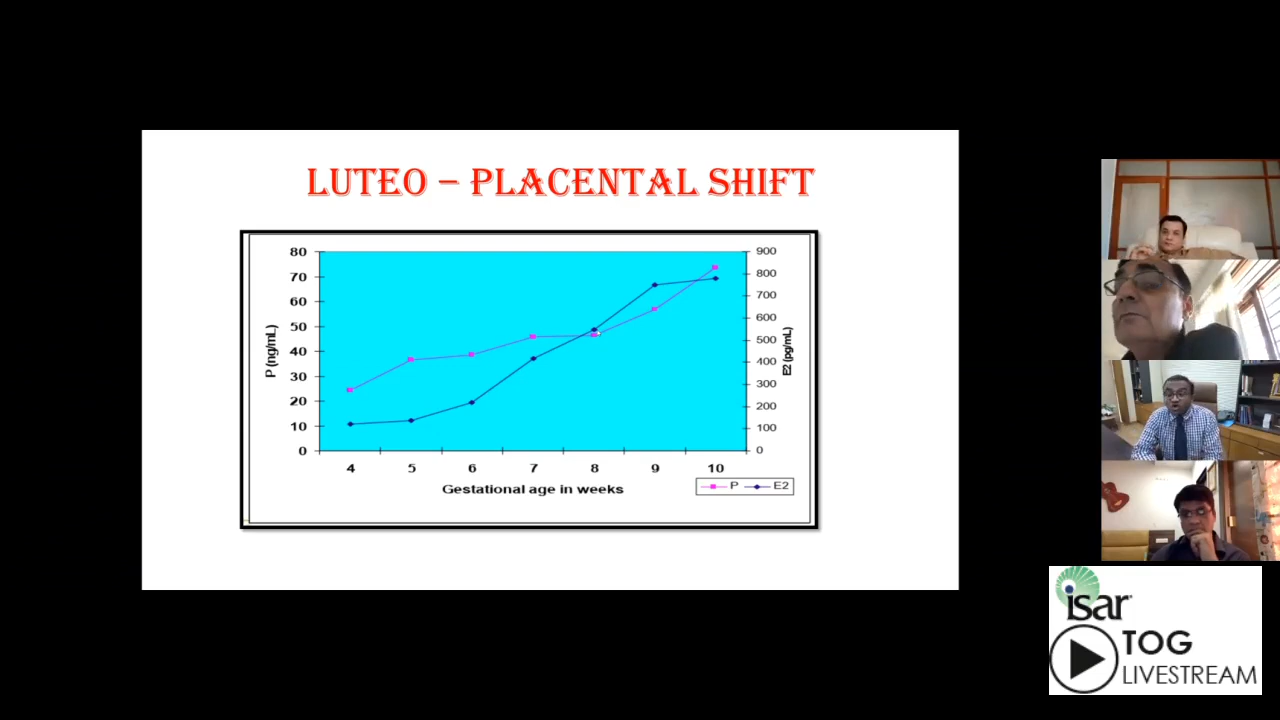 LUTEO – PLACENTAL SHIFT
80
70
60
50
40
30
20
10
0
P (ng/mL)
900
800
700
600
500
400
300
200
100
0
E2 (pg/mL)
4 5 6 7 8 9 10
Gestational age in weeks
P E2
isar
TOG
LIVESTREAM